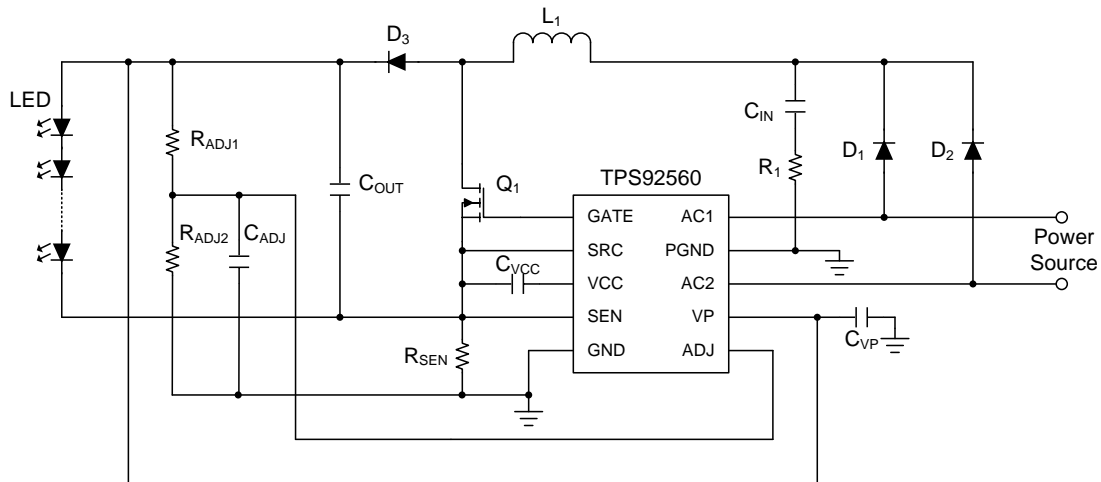 L1
D3
LED
RADJ1
CIN
D1
D2
R1
COUT
Q1
TPS92560
RADJ2
CADJ
GATE
AC1
SRC
PGND
CVCC
VCC
AC2
Power
Source
SEN
VP
CVP
RSEN
GND
ADJ